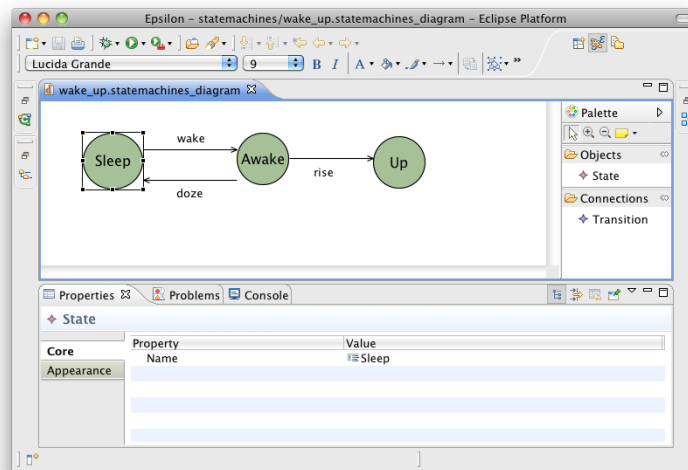 Epsilon - statemachines/wake_up.statemachines_diagram - Eclipse Platform
Lucida Grande 9 B I A
wake_up.statemachines_diagram
Palette
Objects
State
Connections
Transition
wake
Sleep Awake Up
rise
doze
Properties Problems Console
State
Core
Appearance
Property Value
Name Sleep